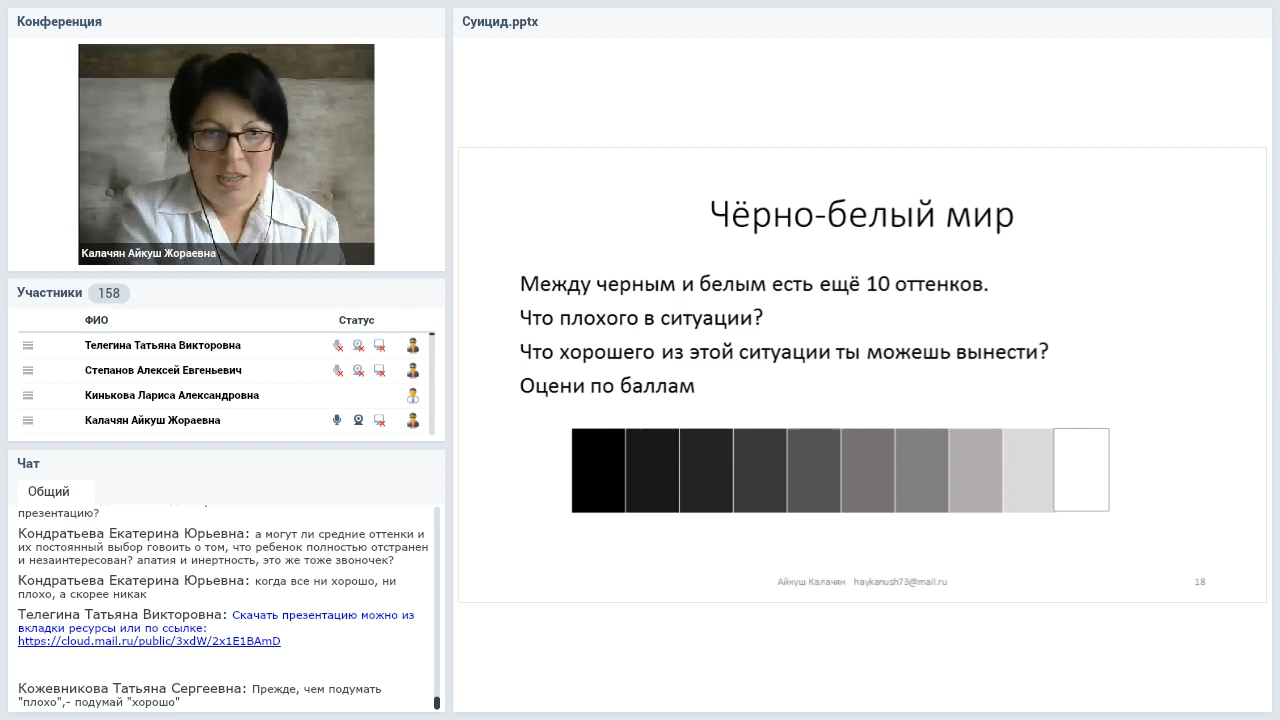 Конференция
Калачян Айкуш Жораевна
Участники 158
ФИО Статус
Телегина Татьяна Викторовна
Степанов Алексей Евгеньевич
Кинькова Лариса Александровна
Калачян Айкуш Жораевна
Чат
Общий
презентацию?
Кондратьева Екатерина Юрьевна: а могут ли средние оттенки и
их постоянный выбор говоить о том, что ребенок полностью отстранен
и незаинтересован? апатия и инертность, это же тоже звоночек?
Кондратьева Екатерина Юрьевна: когда все ни хорошо, ни
плохо, а скорее никак
Телегина Татьяна Викторовна: Скачать презентацию можно из
вкладки ресурсы или по ссылке:
https://cloud.mail.ru/public/3xdW/2x1E1BAmD
Кожевникова Татьяна Сергеевна: Прежде, чем подумать
"плохо",- подумай "хорошо"
Суицид.pptx
Чёрно-белый мир
Между черным и белым есть ещё 10 оттенков.
Что плохого в ситуации?
Что хорошего из этой ситуации ты можешь вынести?
Оцени по баллам
Айкуш Калачян haykanush73@mail.ru
18